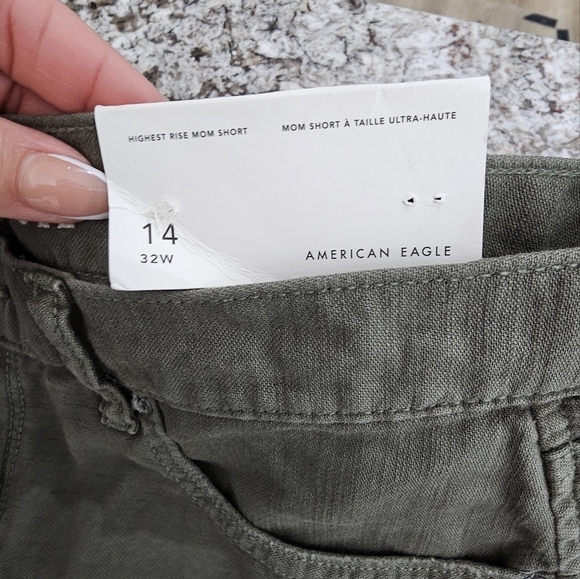 HIGHEST RISE MOM SHORT
MOM SHORT À TAILLE ULTRA-HAUTE
14
32W
AMERICAN EAGLE